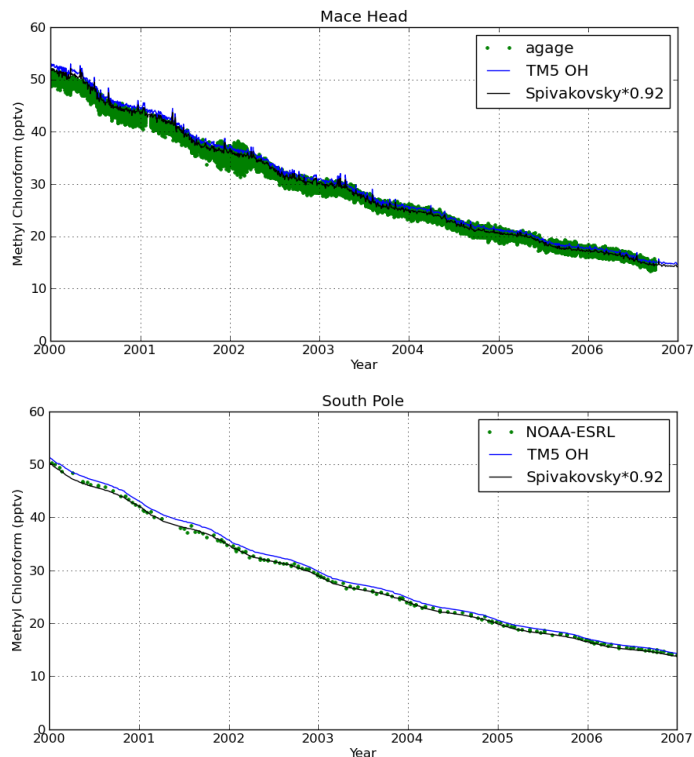 Mace Head
60
50
40
30
20
10
0
Methyl Chloroform (pptv)
agage
TM5 OH
Spivakovsky*0.92
2000 2001 2002 2003 2004 2005 2006 2007
Year
South Pole
60
50
40
30
20
10
0
Methyl Chloroform (pptv)
NOAA-ESRL
TM5 OH
Spivakovsky*0.92
2000 2001 2002 2003 2004 2005 2006 2007
Year